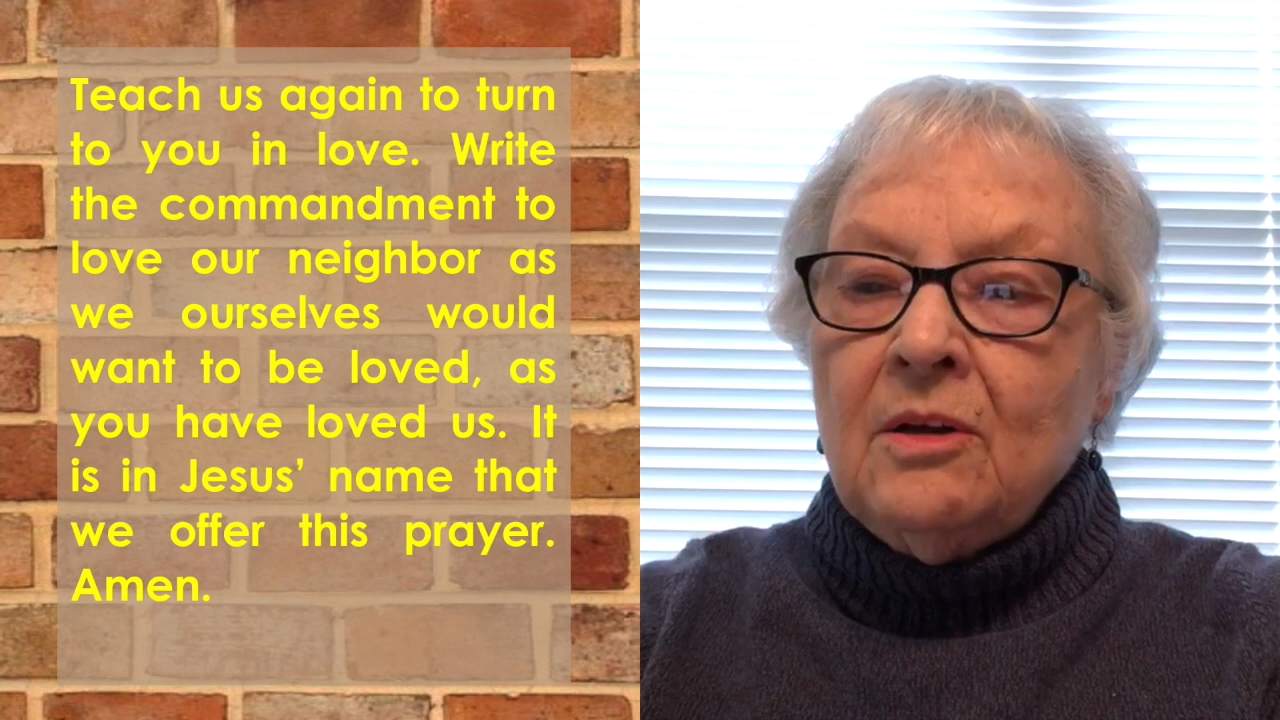 Teach us again to turn
to you in love. Write
the commandment to
love our neighbor as
we ourselves would
want to be loved, as
you have loved us. It
is in Jesus’ name that
we offer this prayer.
Amen.